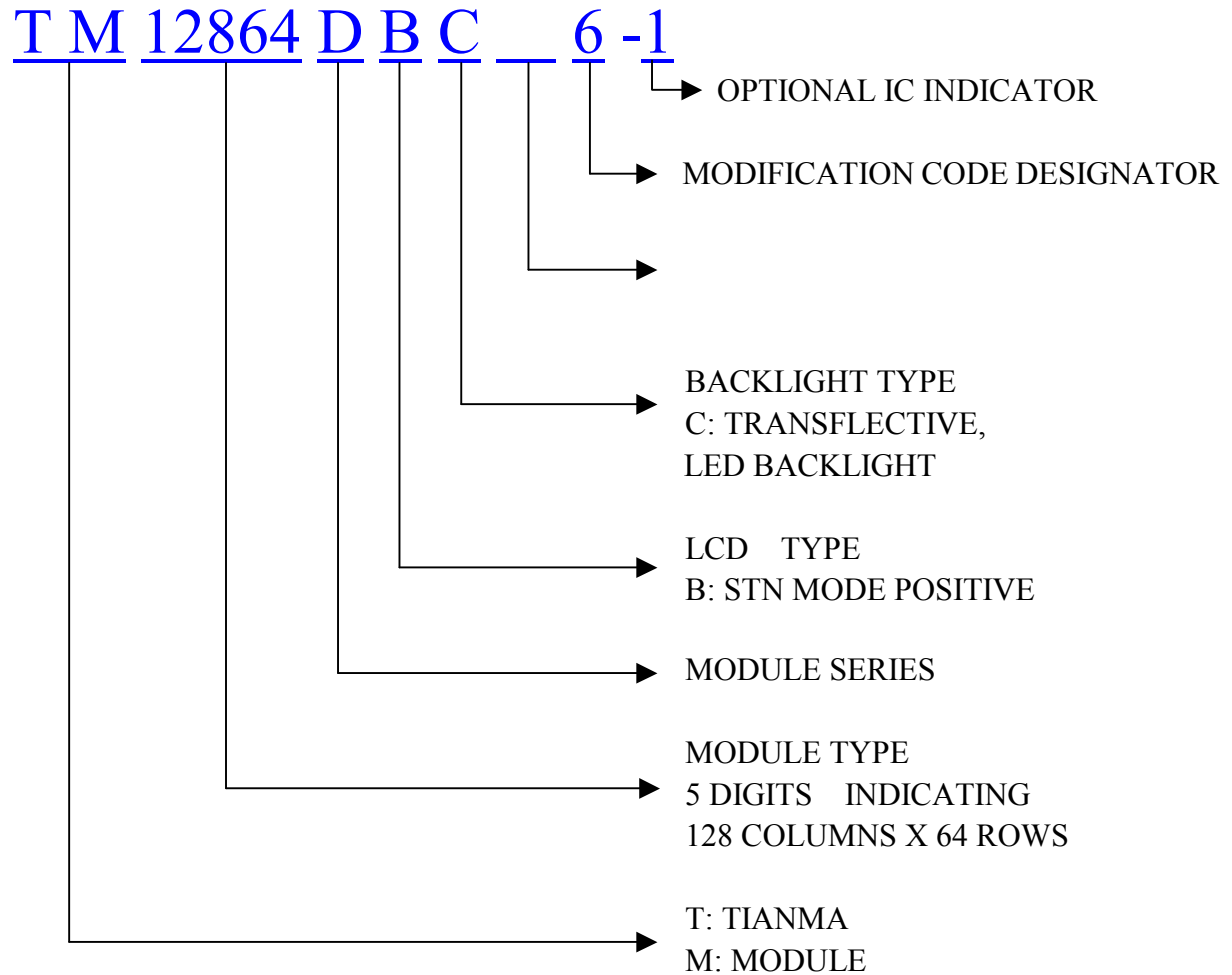 T M 12864 D B C 6 -1
OPTIONAL IC INDICATOR
MODIFICATION CODE DESIGNATOR
BACKLIGHT TYPE
C: TRANSFLECTIVE,
LED BACKLIGHT
LCD TYPE
B: STN MODE POSITIVE
MODULE SERIES
MODULE TYPE
5 DIGITS INDICATING
128 COLUMNS X 64 ROWS
T: TIANMA
M: MODULE